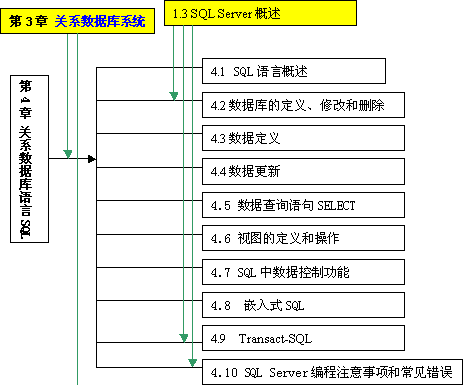 第3章 关系数据库系统
1.3 SQL Server 概述
第4章 关系数据库语言SQL
4.1 SQL 语言概述
4.2 数据库的定义、修改和删除
4.3 数据定义
4.4 数据更新
4.5 数据查询语句 SELECT
4.6 视图的定义和操作
4.7 SQL 中数据控制功能
4.8 嵌入式 SQL
4.9 Transact-SQL
4.10 SQL Server 编程注意事项和常见错误